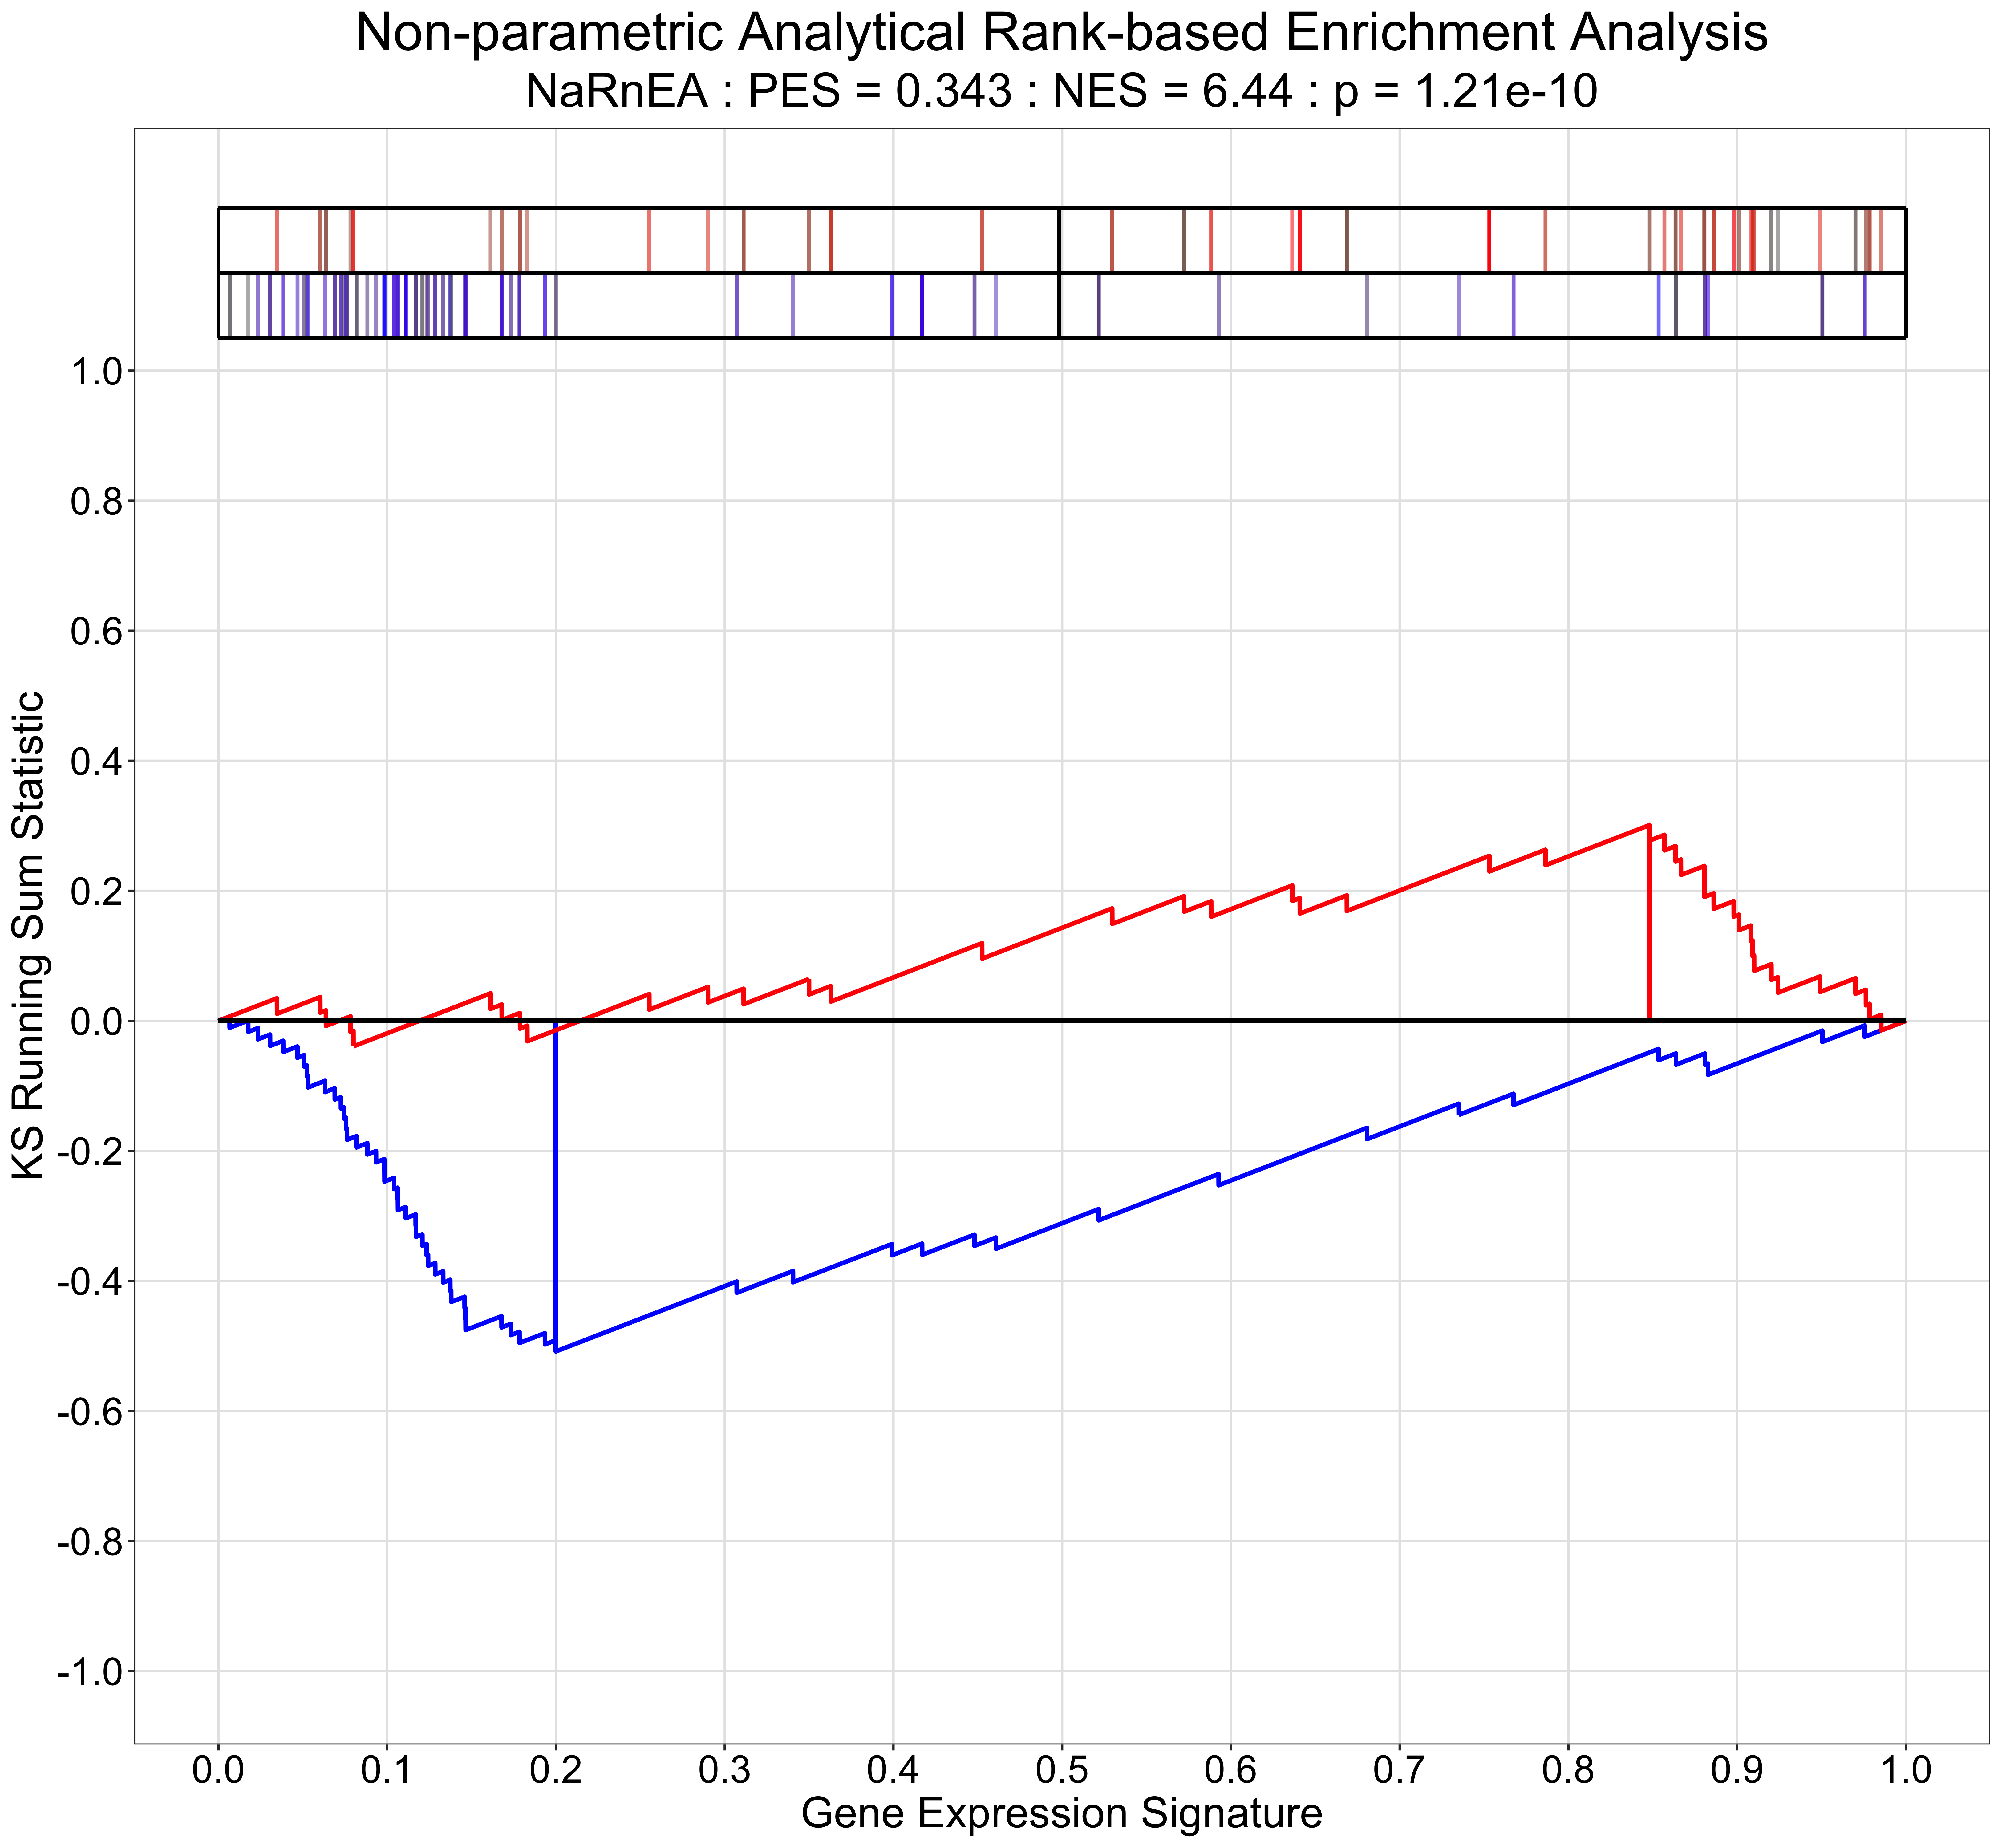 Non-parametric Analytical Rank-based Enrichment Analysis
NaRnEA : PES = 0.343 : NES = 6.44 : p = 1.21e-10
1.0
0.8
0.6
0.4
0.2
0.0
-0.2
-0.4
-0.6
-0.8
-1.0
KS Running Sum Statistic
0.0 0.1 0.2 0.3 0.4 0.5 0.6 0.7 0.8 0.9 1.0
Gene Expression Signature